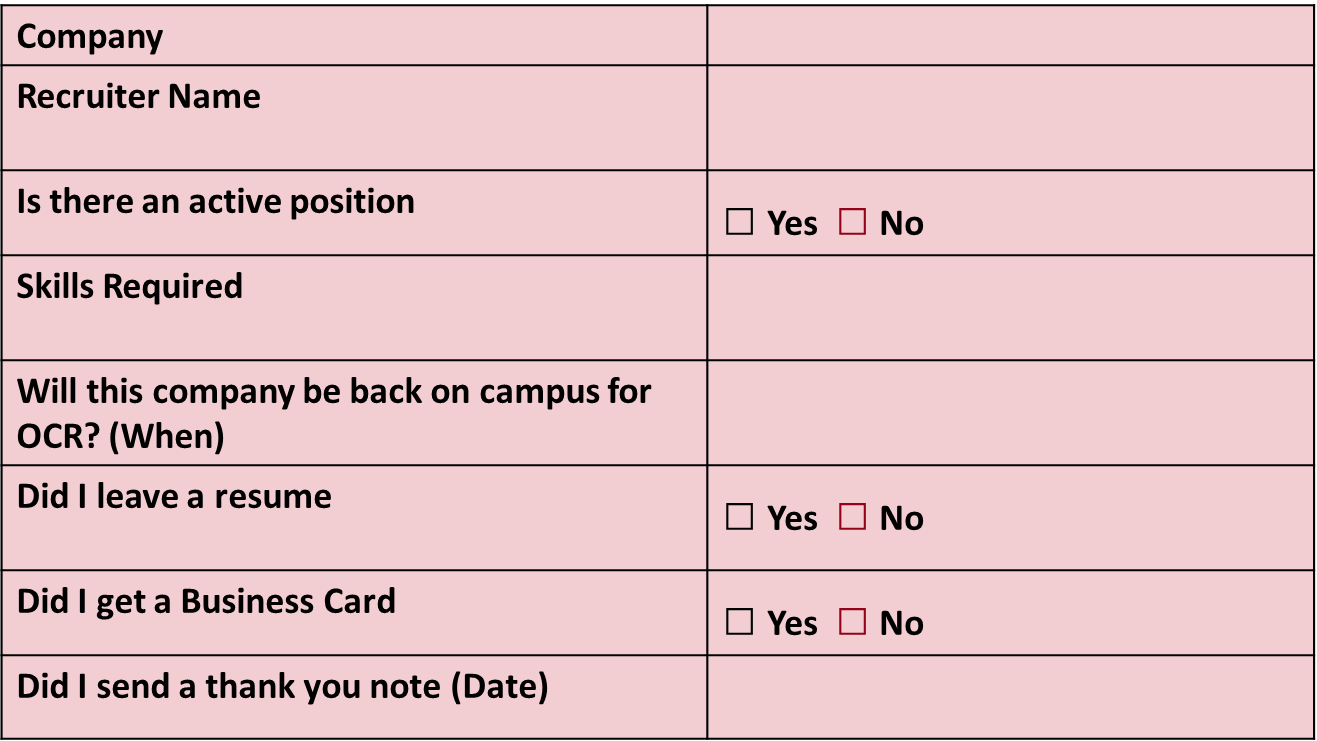 Company
Recruiter Name
Is there an active position
☐ Yes ☐ No
Skills Required
Will this company be back on campus for
OCR? (When)
Did I leave a resume
☐ Yes ☐ No
Did I get a Business Card
☐ Yes ☐ No
Did I send a thank you note (Date)